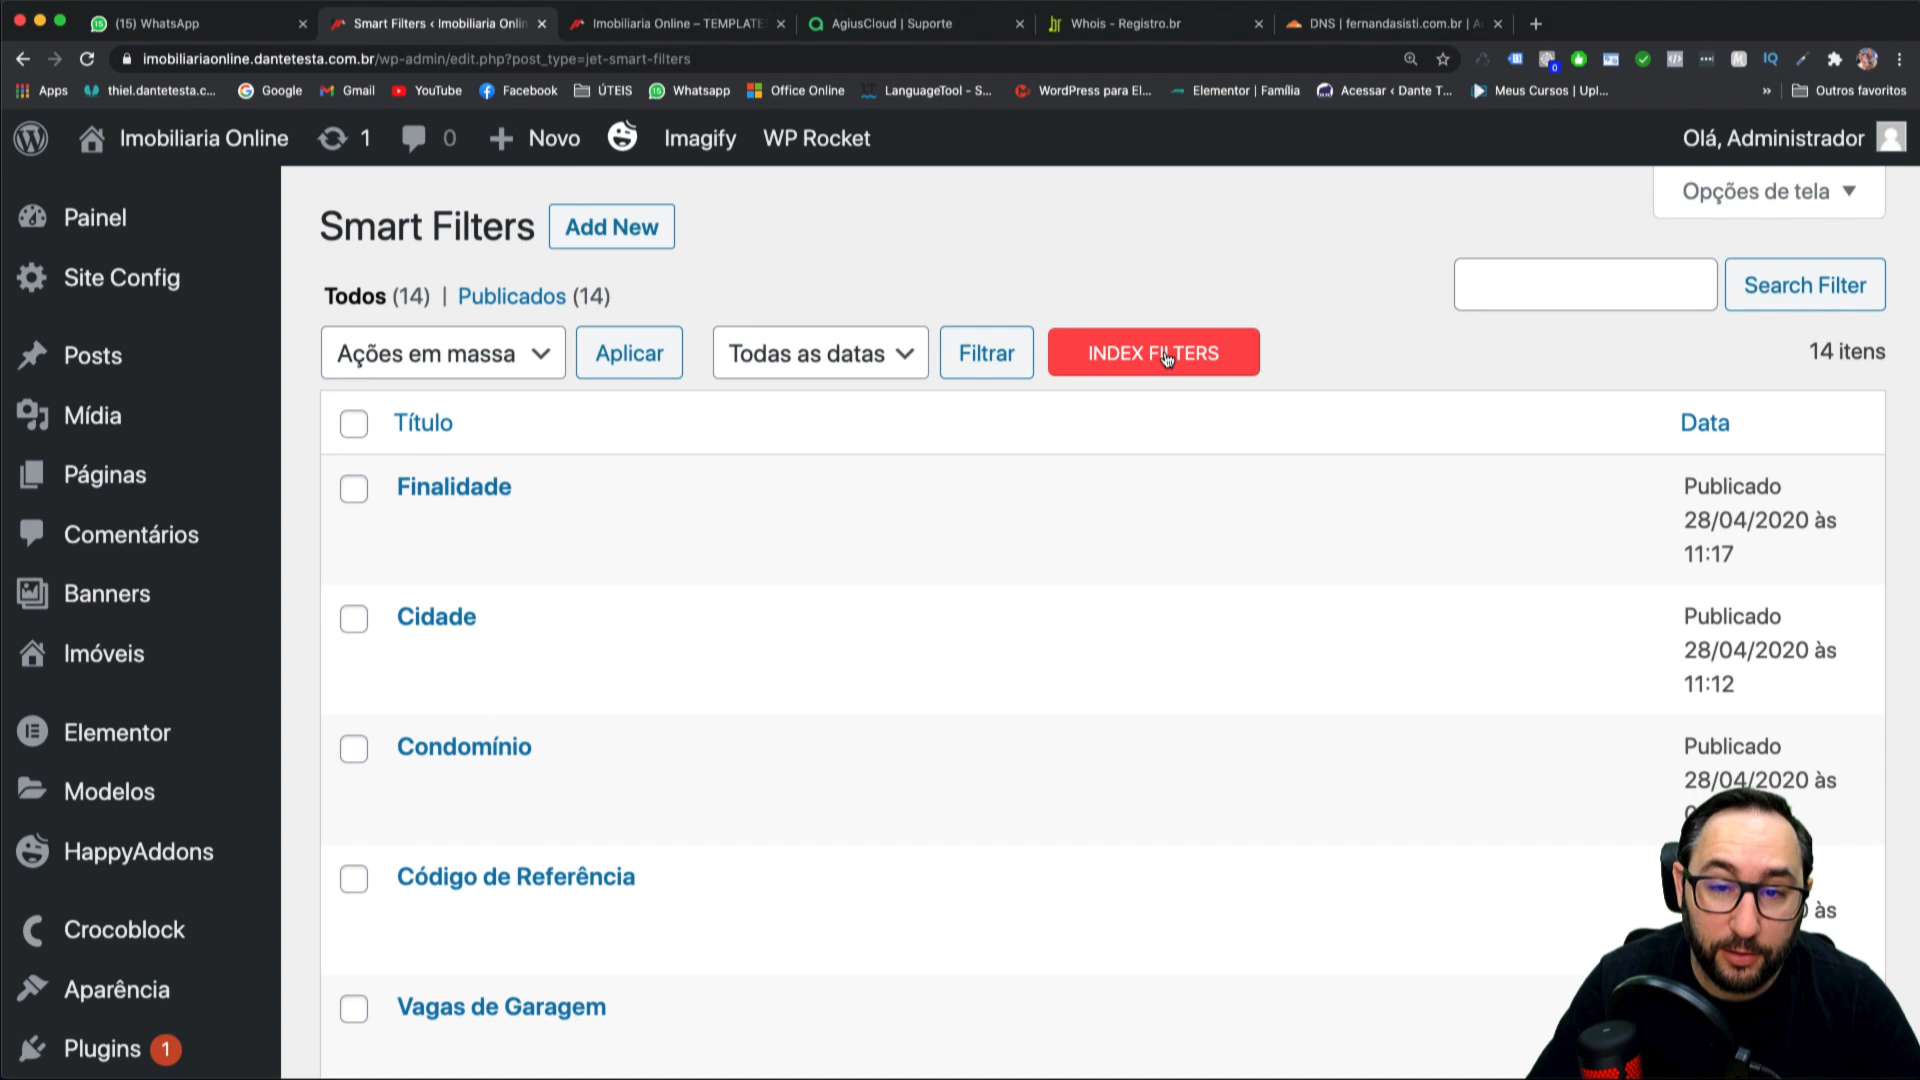 (15) WhatsApp
Smart Filters ‹ Imobiliaria Onlin
Imobiliaria Online – TEMPLATE
AgiusCloud | Suporte
Whois - Registro.br
DNS | fernandasisti.com.br |
imobiliariaonline.dantetesta.com.br/wp-admin/edit.php?post_type=jet-smart-filters
Apps thiel.dantetesta.c... Google Gmail YouTube Facebook ÚTEIS Whatsapp Office Online LanguageTool - S... WordPress para El... Elementor | Família Acessar ‹ Dante T... Meus Cursos | Upl... » Outros favoritos
Imobiliaria Online 1 0 Novo Imagify WP Rocket Olá, Administrador
Opções de tela
Painel
Site Config
Posts
Mídia
Páginas
Comentários
Banners
Imóveis
Elementor
Modelos
HappyAddons
Crocoblock
Aparência
Plugins 1
Smart Filters Add New
Todos (14) | Publicados (14)
Search Filter
Ações em massa Aplicar Todas as datas Filtrar INDEX FILTERS 14 itens
Título Data
Finalidade
Publicado
28/04/2020 às
11:17
Cidade
Publicado
28/04/2020 às
11:12
Condomínio
Publicado
28/04/2020 às
Código de Referência
às
Vagas de Garagem